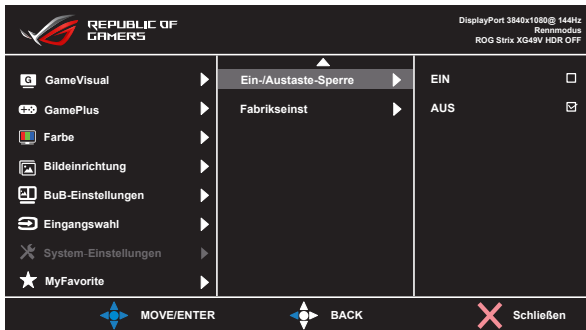 REPUBLIC OF
GAMERS
DisplayPort 3840x1080@ 144Hz
Rennmodus
ROG Strix XG49V HDR OFF
G GameVisual
GamePlus
Farbe
Bildeinrichtung
BuB-Einstellungen
Eingangswahl
System-Einstellungen
MyFavorite
Ein-/Austaste-Sperre
Fabrikseinst
EIN
AUS
MOVE/ENTER
BACK
Schließen